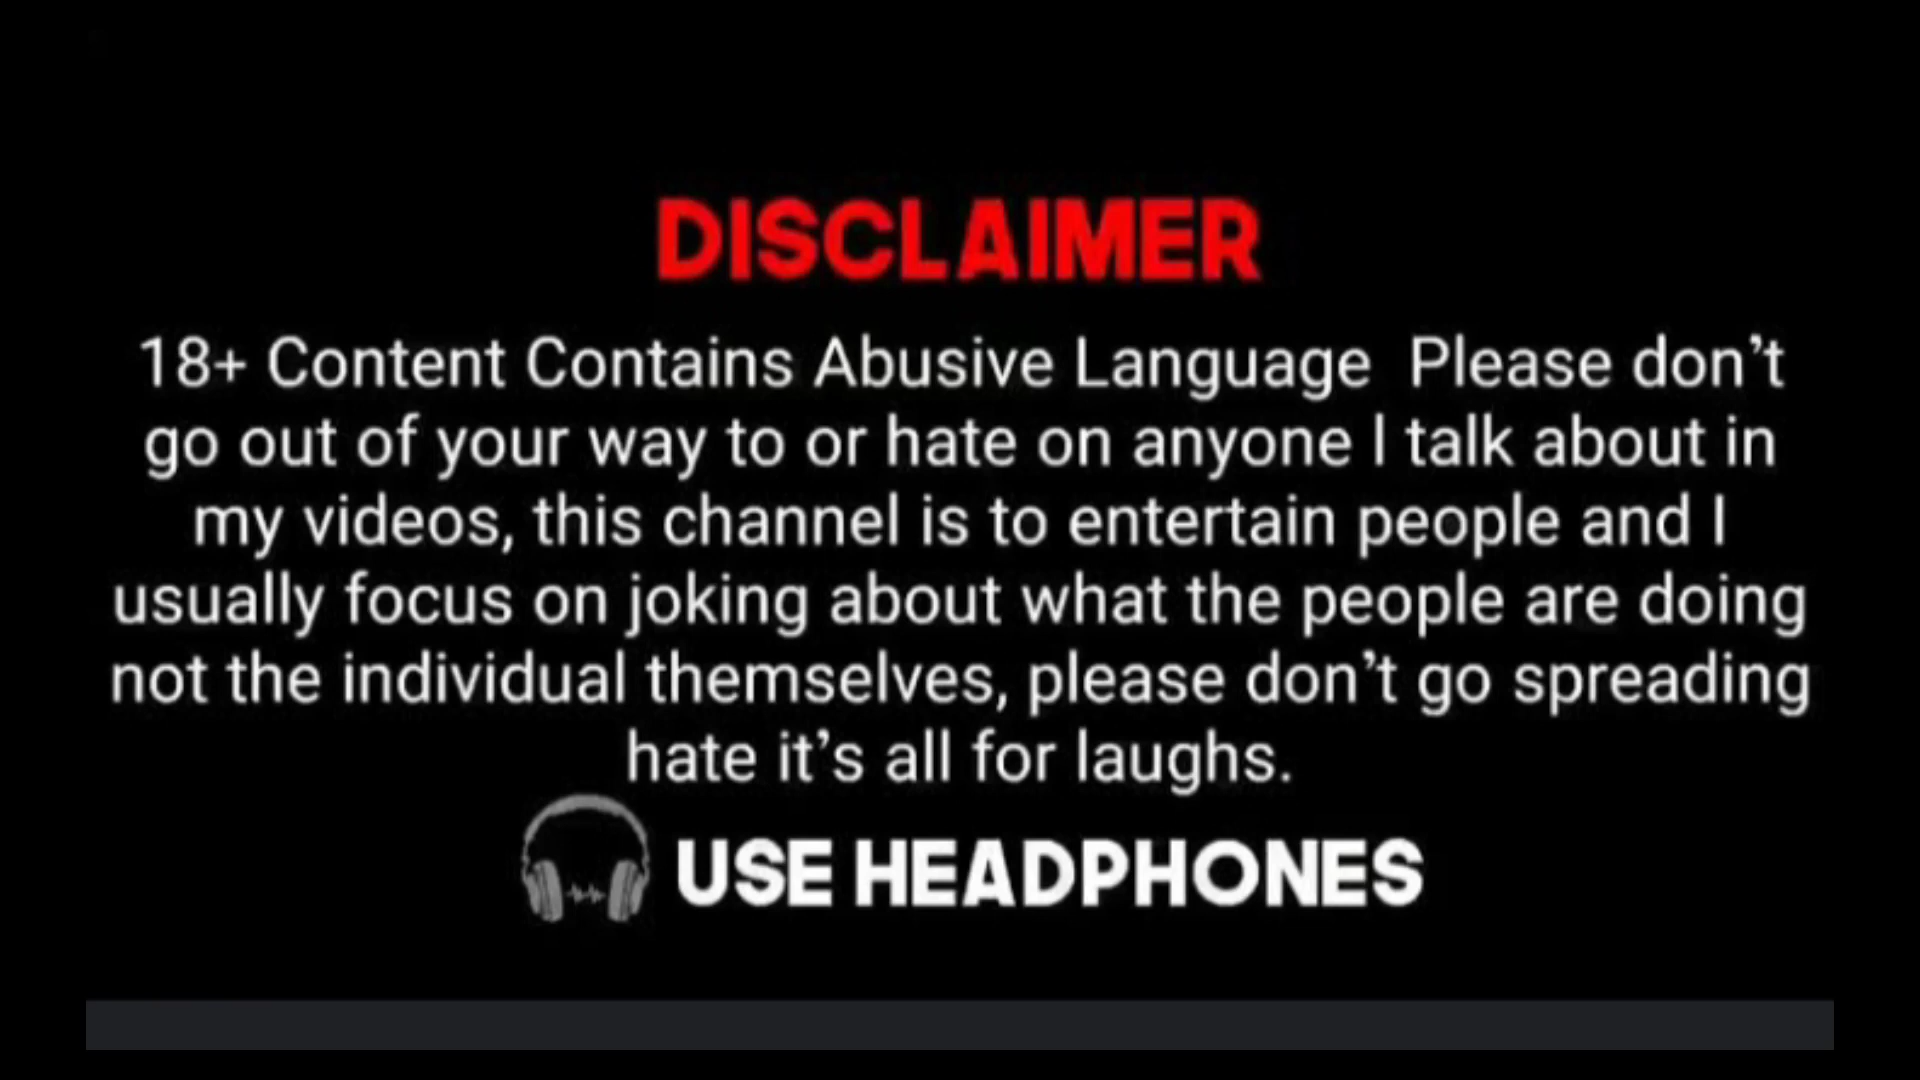 DISCLAIMER
18+ Content Contains Abusive Language  Please don’t
go out of your way to or hate on anyone I talk about in
my videos, this channel is to entertain people and I
usually focus on joking about what the people are doing
not the individual themselves, please don’t go spreading
hate it’s all for laughs.
USE HEADPHONES